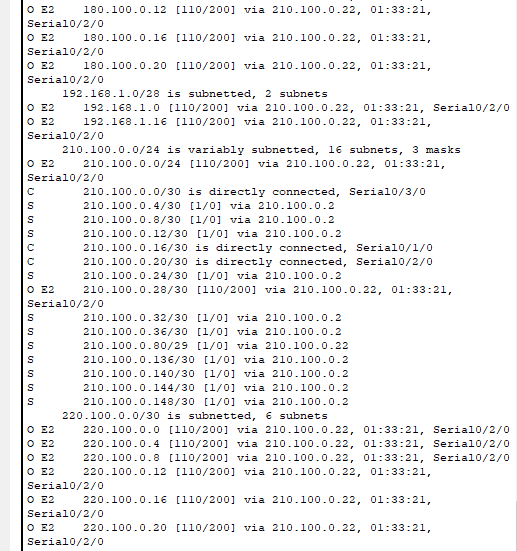 O E2 180.100.0.12 [110/200] via 210.100.0.22, 01:33:21,
Serial0/2/0
O E2 180.100.0.16 [110/200] via 210.100.0.22, 01:33:21,
Serial0/2/0
O E2 180.100.0.20 [110/200] via 210.100.0.22, 01:33:21,
Serial0/2/0
192.168.1.0/28 is subnetted, 2 subnets
O E2 192.168.1.0 [110/200] via 210.100.0.22, 01:33:21, Serial0/2/0
O E2 192.168.1.16 [110/200] via 210.100.0.22, 01:33:21,
Serial0/2/0
210.100.0.0/24 is variably subnetted, 16 subnets, 3 masks
O E2 210.100.0.0/24 [110/200] via 210.100.0.22, 01:33:21,
Serial0/2/0
C 210.100.0.0/30 is directly connected, Serial0/3/0
S 210.100.0.4/30 [1/0] via 210.100.0.2
S 210.100.0.8/30 [1/0] via 210.100.0.2
S 210.100.0.12/30 [1/0] via 210.100.0.2
C 210.100.0.16/30 is directly connected, Serial0/1/0
C 210.100.0.20/30 is directly connected, Serial0/2/0
S 210.100.0.24/30 [1/0] via 210.100.0.2
O E2 210.100.0.28/30 [110/200] via 210.100.0.22, 01:33:21,
Serial0/2/0
S 210.100.0.32/30 [1/0] via 210.100.0.2
S 210.100.0.36/30 [1/0] via 210.100.0.2
S 210.100.0.80/29 [1/0] via 210.100.0.22
S 210.100.0.136/30 [1/0] via 210.100.0.2
S 210.100.0.140/30 [1/0] via 210.100.0.2
S 210.100.0.144/30 [1/0] via 210.100.0.2
S 210.100.0.148/30 [1/0] via 210.100.0.2
220.100.0.0/30 is subnetted, 6 subnets
O E2 220.100.0.0 [110/200] via 210.100.0.22, 01:33:21, Serial0/2/0
O E2 220.100.0.4 [110/200] via 210.100.0.22, 01:33:21, Serial0/2/0
O E2 220.100.0.8 [110/200] via 210.100.0.22, 01:33:21, Serial0/2/0
O E2 220.100.0.12 [110/200] via 210.100.0.22, 01:33:21,
Serial0/2/0
O E2 220.100.0.16 [110/200] via 210.100.0.22, 01:33:21,
Serial0/2/0
O E2 220.100.0.20 [110/200] via 210.100.0.22, 01:33:21,
Serial0/2/0